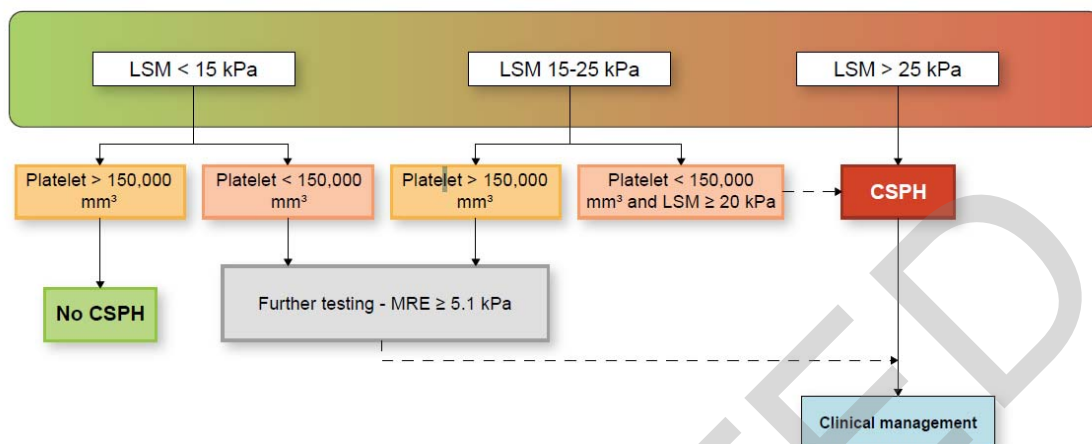 LSM < 15 kPa
LSM 15-25 kPa
LSM > 25 kPa
Platelet > 150,000
mm³
Platelet < 150,000
mm³
Platelet > 150,000
mm³
Platelet < 150,000
mm³ and LSM ≥ 20 kPa
CSPH
No CSPH
Further testing - MRE ≥ 5.1 kPa
Clinical management
ED